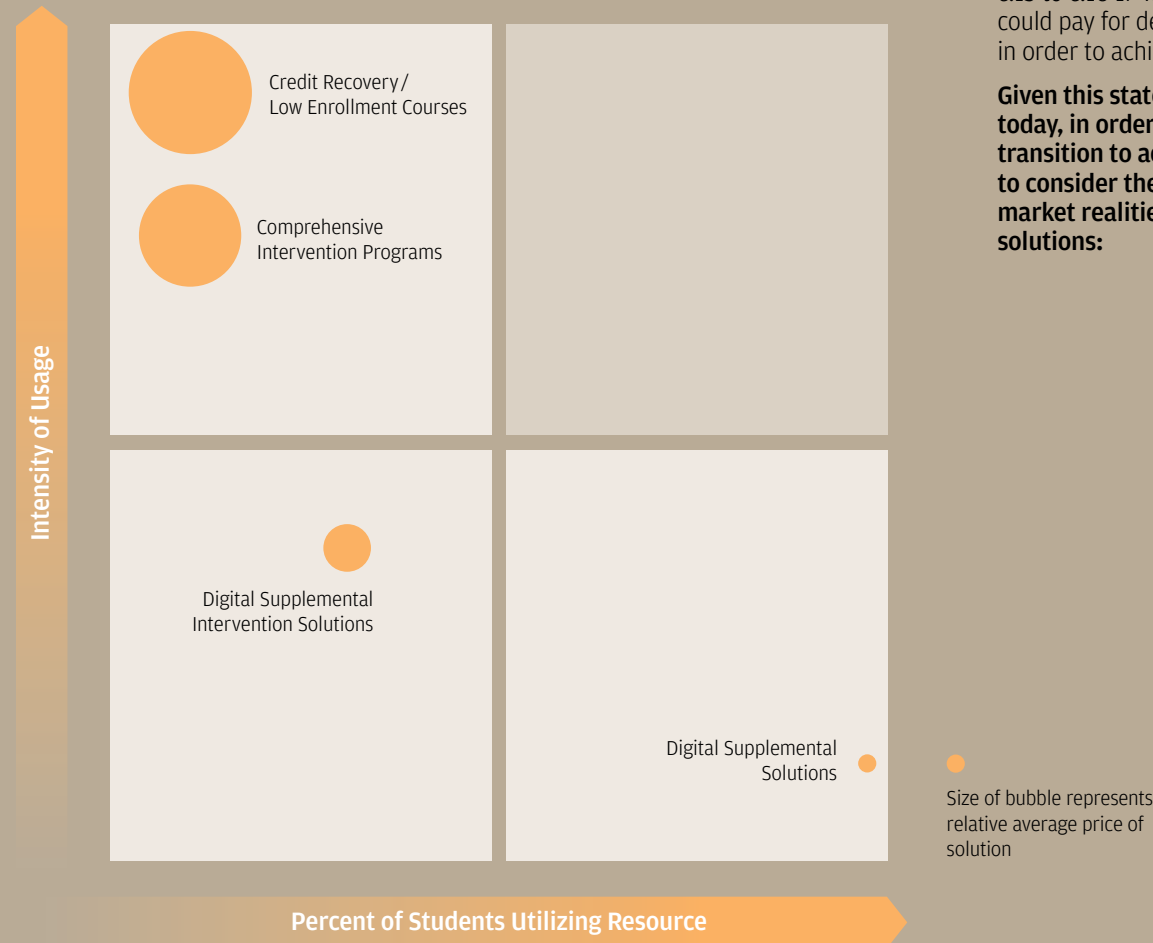 Credit Recovery/
Low Enrollment Courses
Comprehensive
Intervention Programs
Intensity of Usage
Digital Supplemental
Intervention Solutions
Digital Supplemental
Solutions
Percent of Students Utilizing Resource
could pay for de
in order to achi
Given this stat
today, in order
transition to a
to consider the
market realitie
solutions:
Size of bubble represents
relative average price of
solution